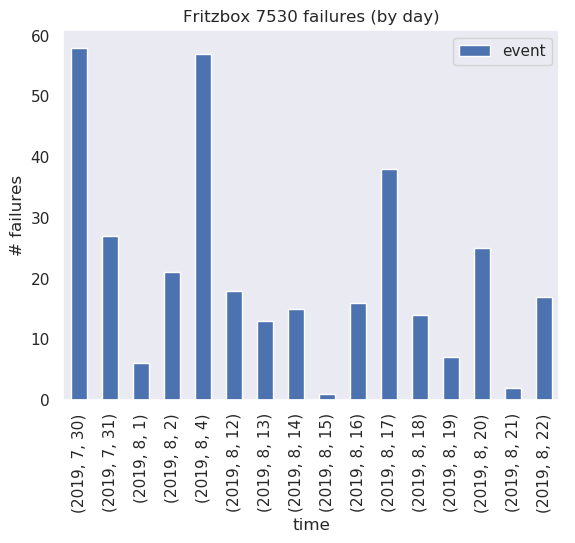 Fritzbox 7530 failures (by day)
event
# failures
60
50
40
30
20
10
0
(2019, 7, 30)
(2019, 7, 31)
(2019, 8, 1)
(2019, 8, 2)
(2019, 8, 4)
(2019, 8, 12)
(2019, 8, 13)
(2019, 8, 14)
(2019, 8, 15)
(2019, 8, 16)
(2019, 8, 17)
(2019, 8, 18)
(2019, 8, 19)
(2019, 8, 20)
(2019, 8, 21)
(2019, 8, 22)
time